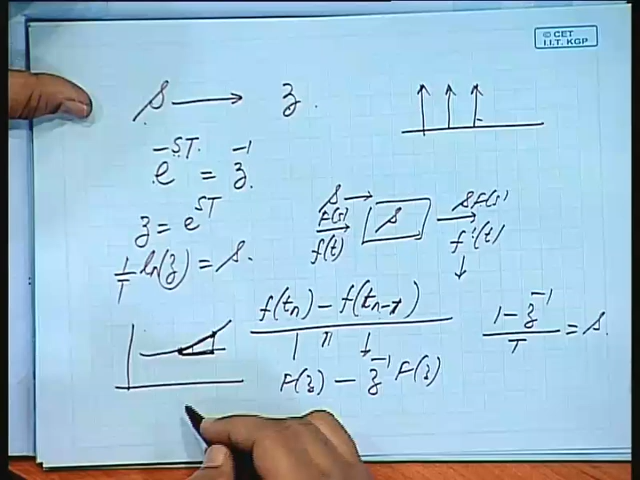 © CET
I.I.T. KGP
s → z.
e^{-sT} = z^{-1}
z = e^{sT}
1/T ln(z) = s.
s →
F(s) s sF(s)
f(t) f'(t)
f(t_n) - f(t_{n-1})
T
F(z) - z^{-1} F(z)
1 - z^{-1} / T = s.